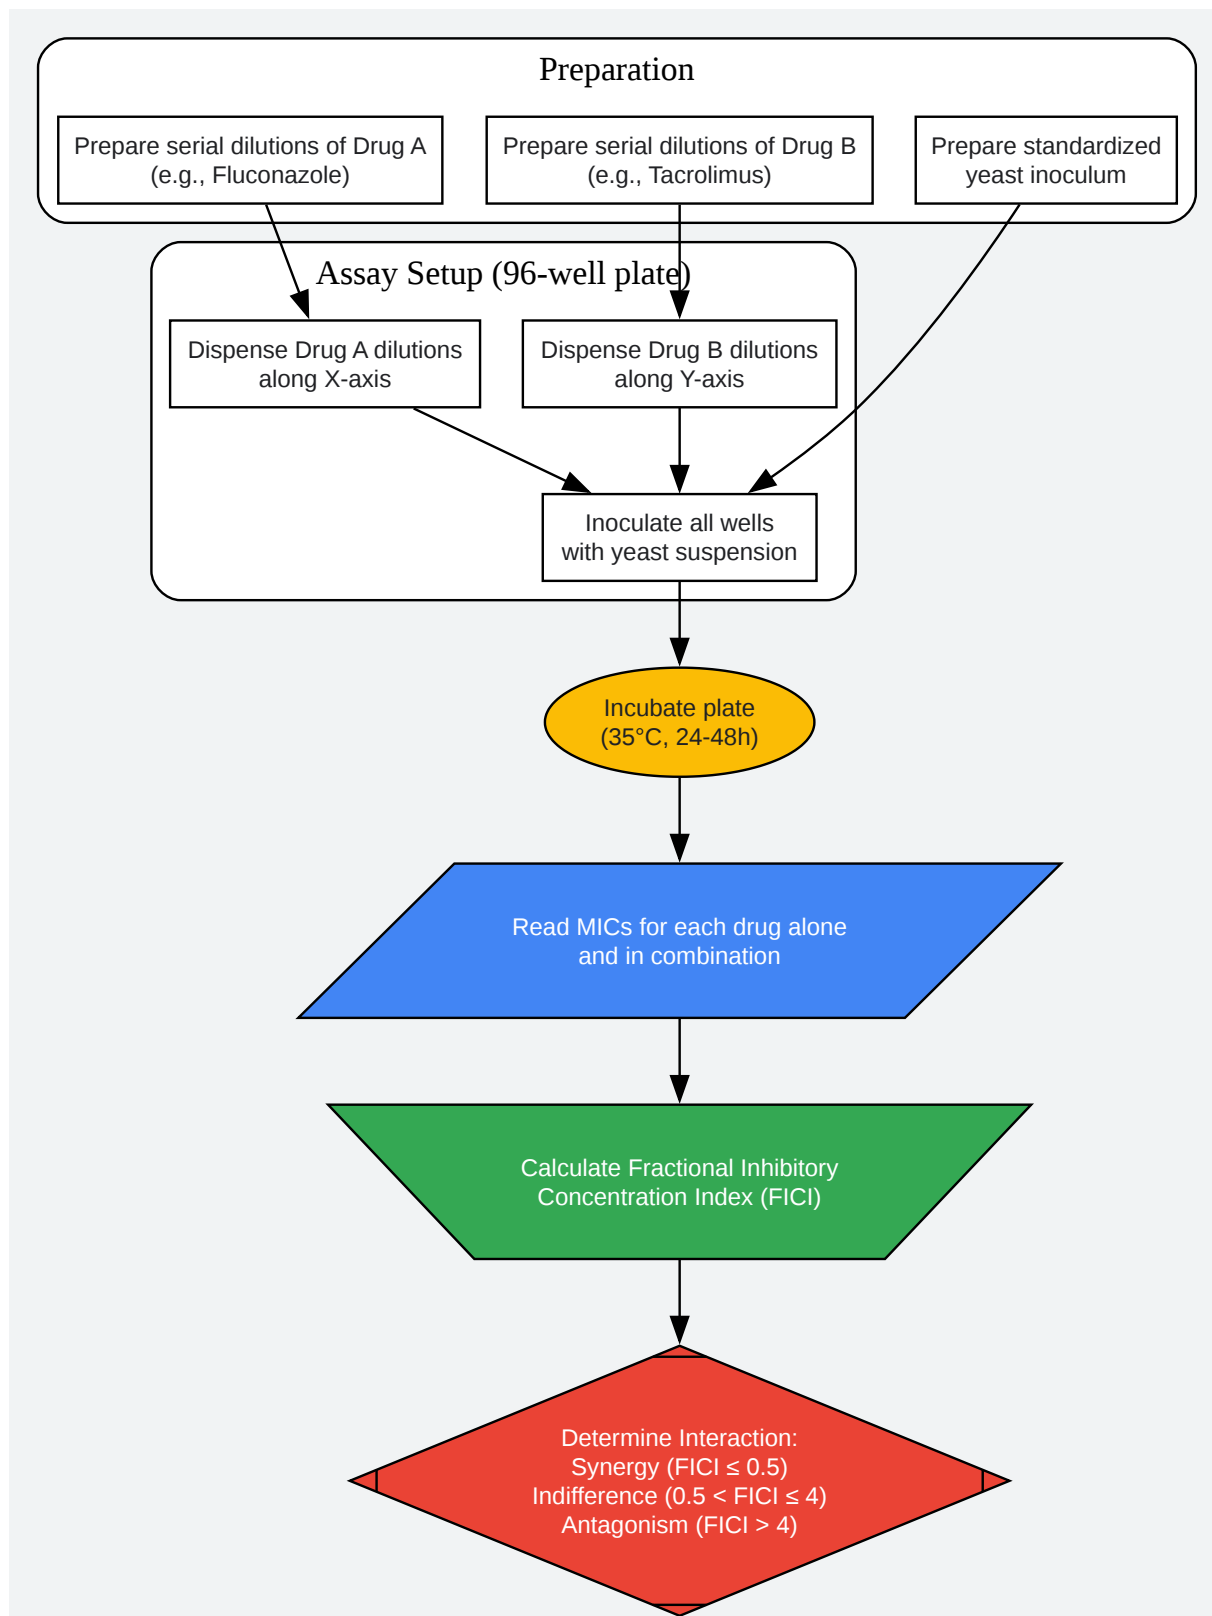 Preparation
Prepare serial dilutions of Drug A
(e.g., Fluconazole)
Prepare serial dilutions of Drug B
(e.g., Tacrolimus)
Prepare standardized
yeast inoculum
Assay Setup (96-well plate)
Dispense Drug A dilutions
along X-axis
Dispense Drug B dilutions
along Y-axis
Inoculate all wells
with yeast suspension
Incubate plate
(35°C, 24-48h)
Read MICs for each drug alone
and in combination
Calculate Fractional Inhibitory
Concentration Index (FICI)
Determine Interaction:
Synergy (FICI ≤ 0.5)
Indifference (0.5 < FICI ≤ 4)
Antagonism (FICI > 4)